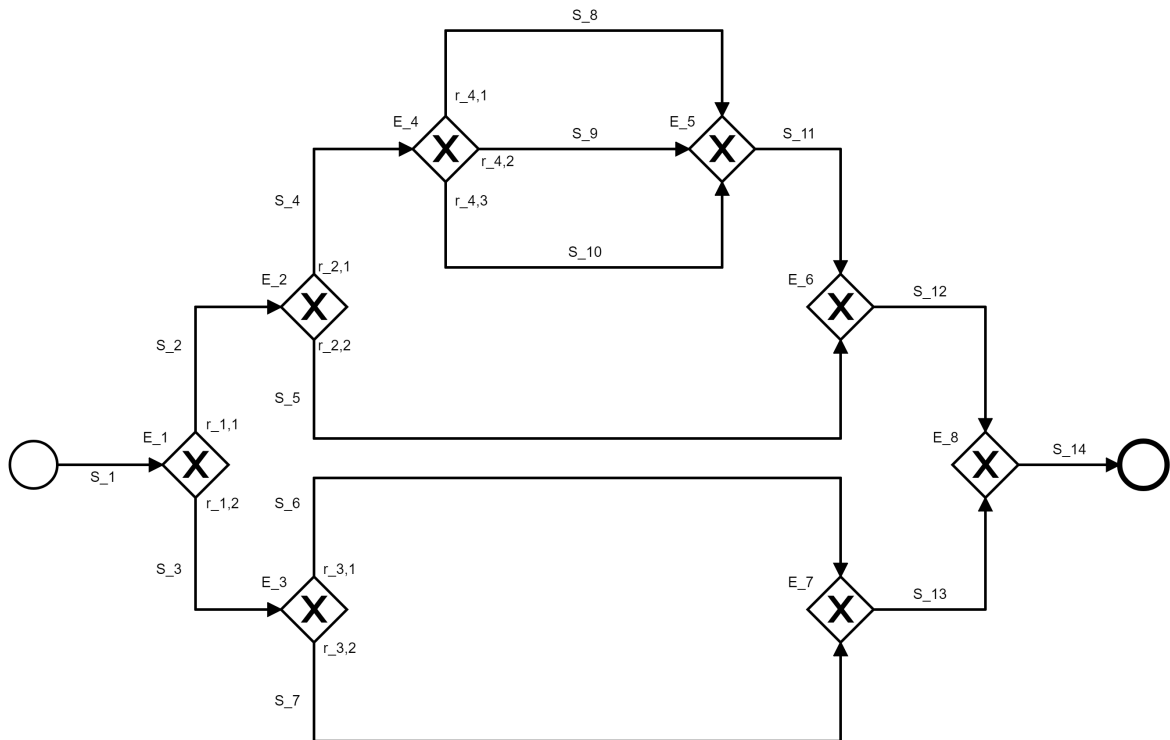 S_8
r_4,1
E_4
S_9
E_5
S_11
r_4,2
S_4
r_4,3
S_10
r_2,1
E_2
E_6
S_12
S_2
r_2,2
S_5
r_1,1
E_1
E_8
S_14
S_1
r_1,2
S_6
S_3
r_3,1
E_3
E_7
S_13
r_3,2
S_7